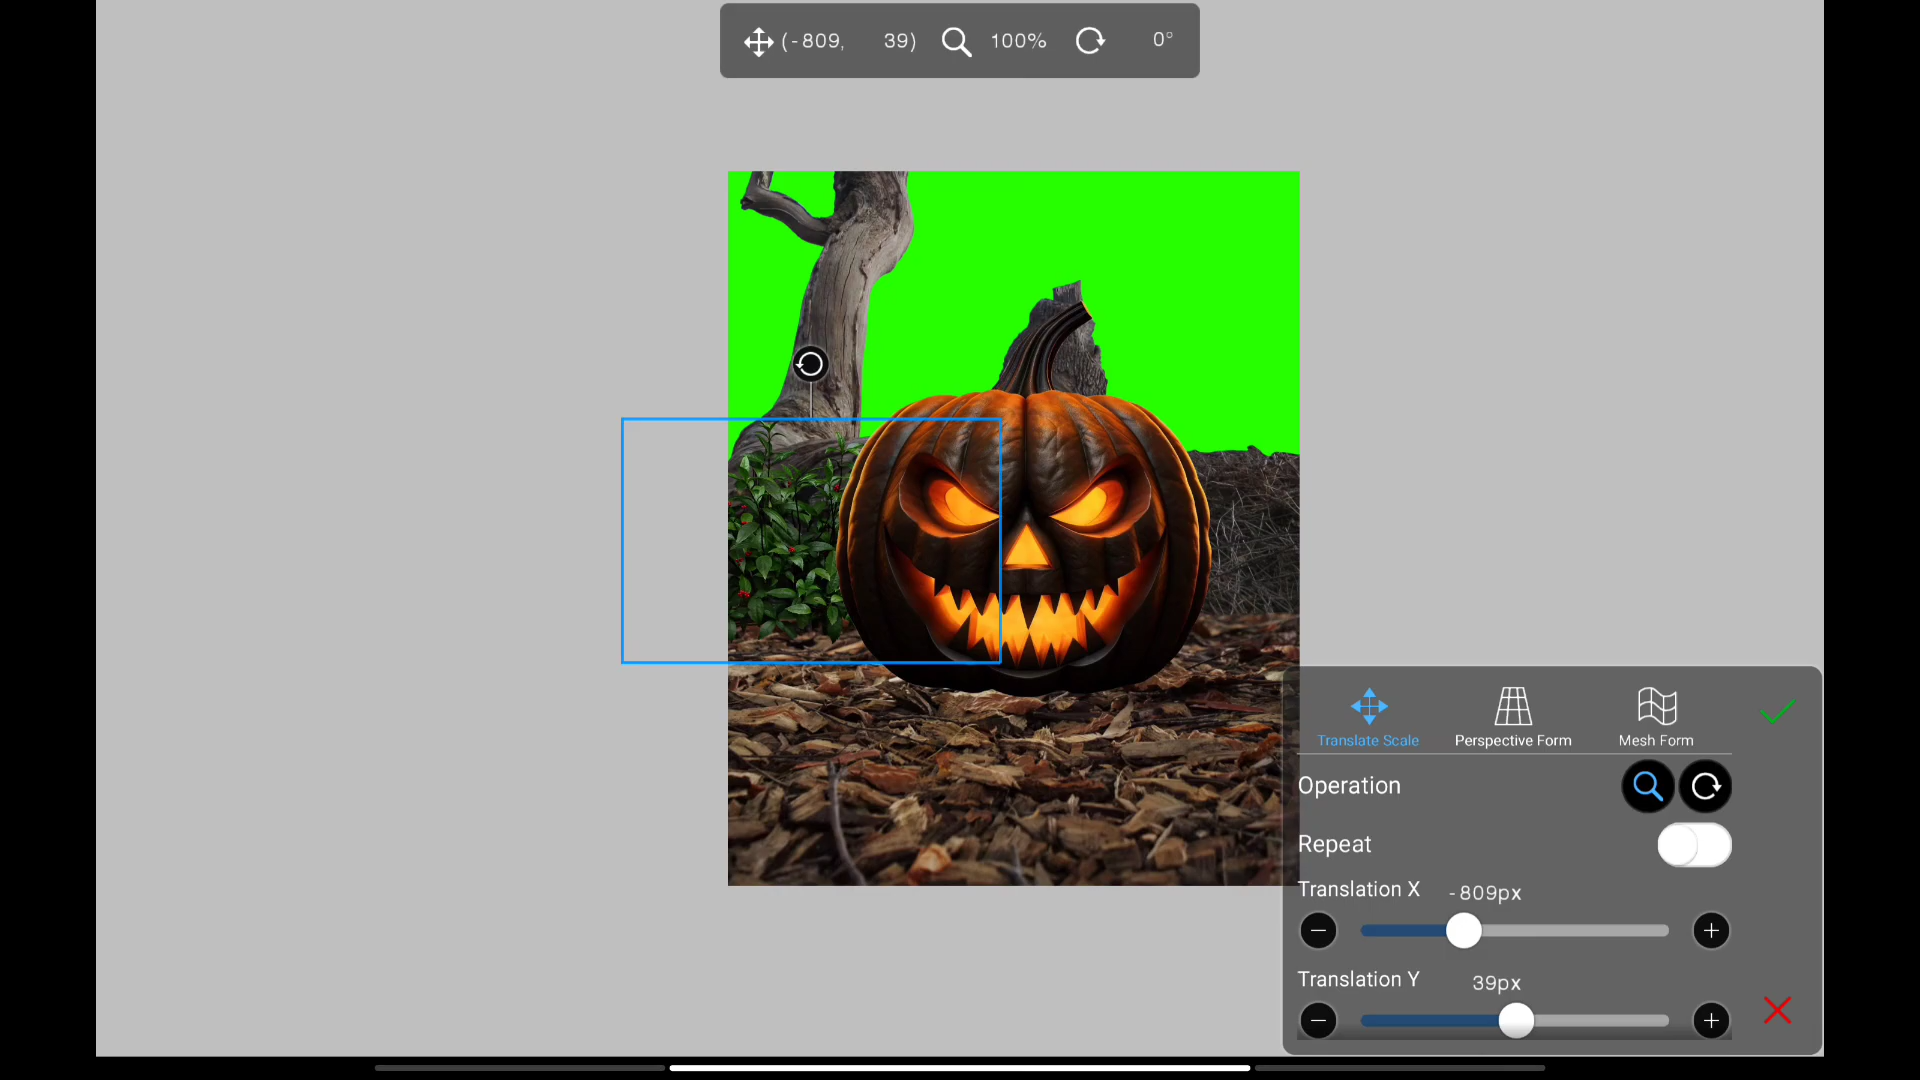 (-809, 39) 100% 0°
Translate Scale Perspective Form Mesh Form
Operation
Repeat
Translation X -809px
Translation Y 39px